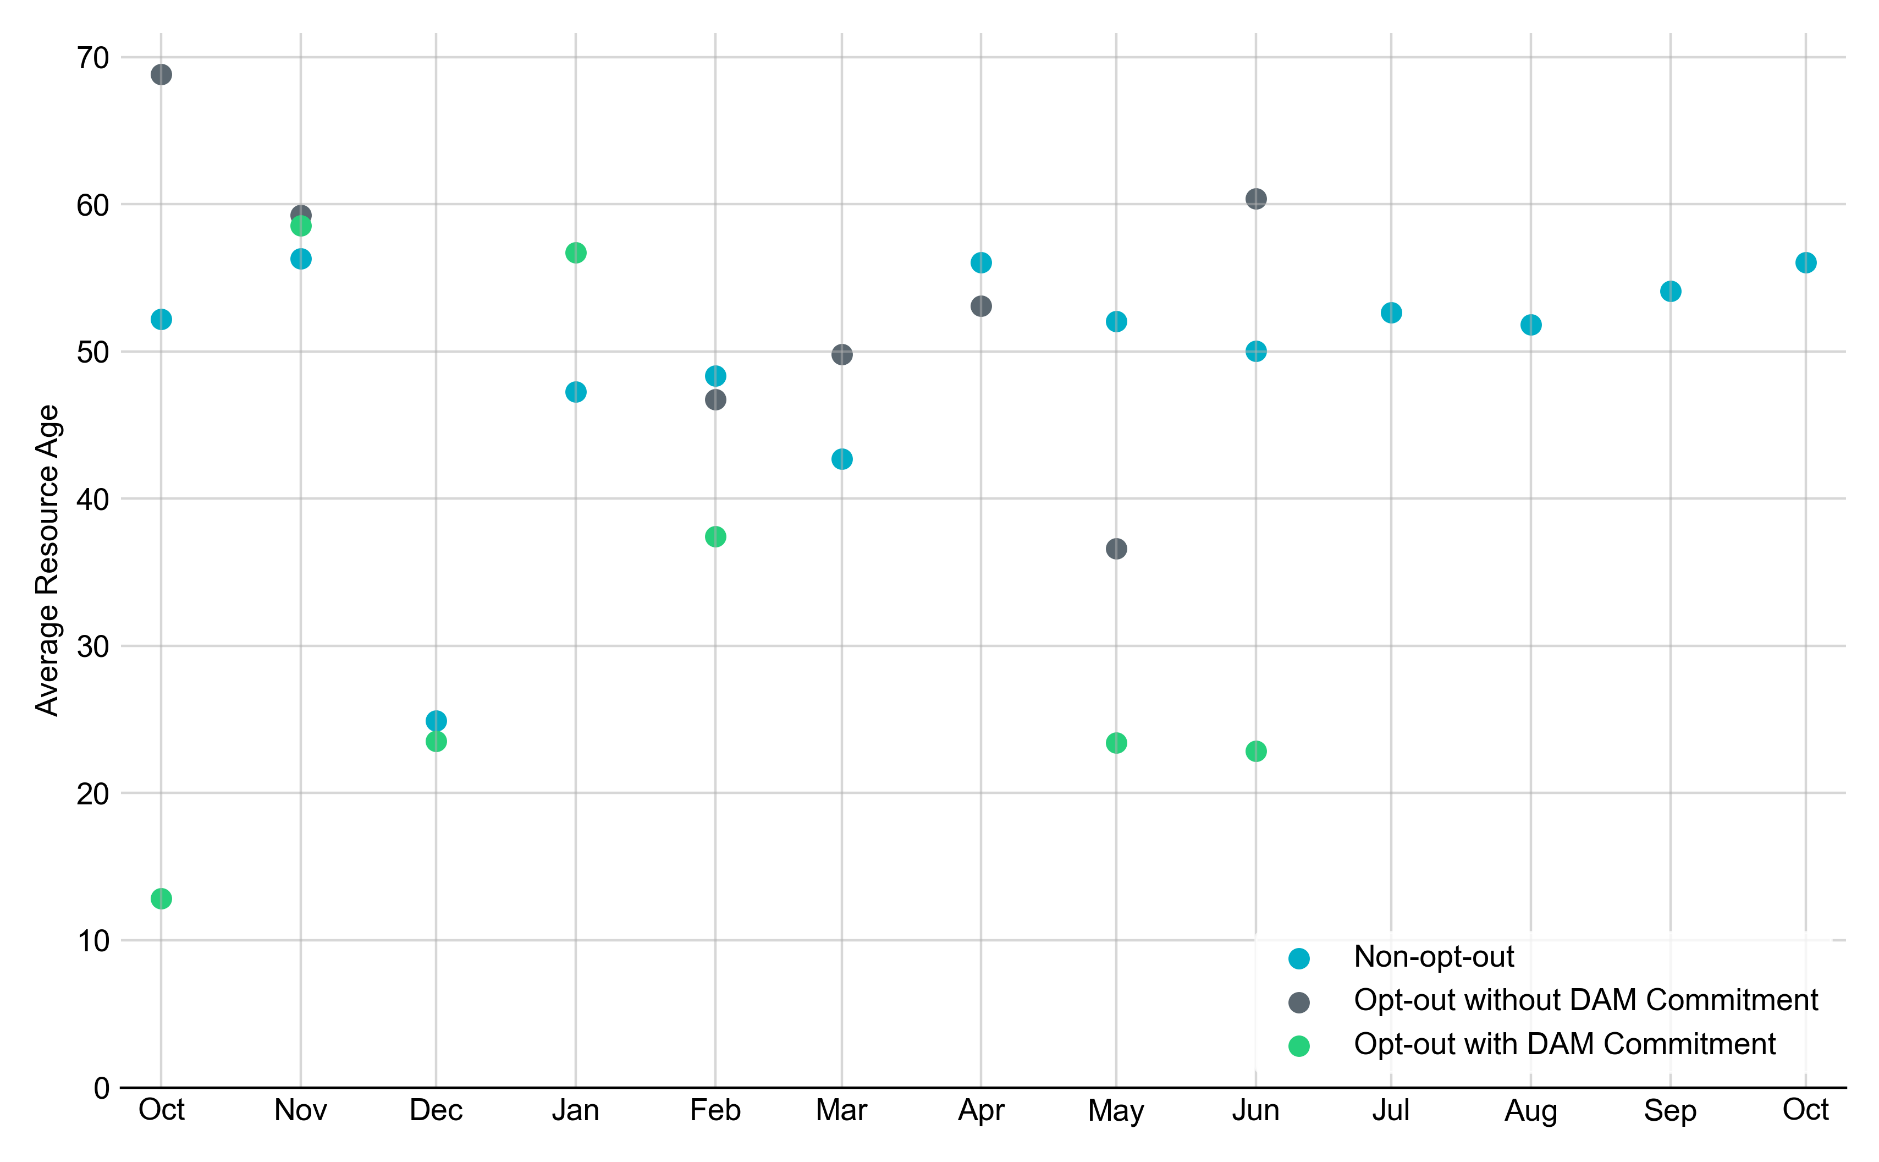 70
60
50
40
30
20
10
0
Average Resource Age
Non-opt-out
Opt-out without DAM Commitment
Opt-out with DAM Commitment
Oct Nov Dec Jan Feb Mar Apr May Jun Jul Aug Sep Oct